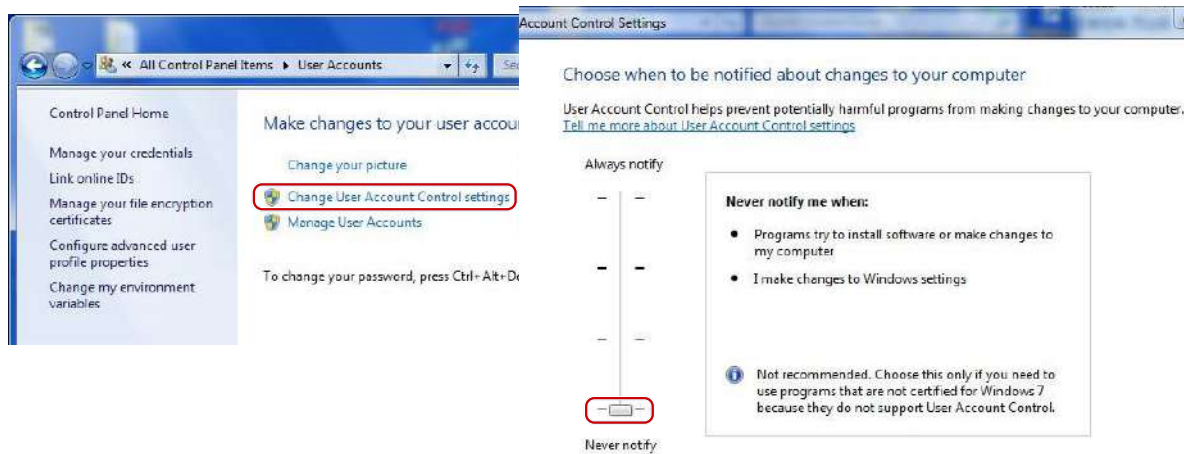 « All Control Panel Items ▸ User Accounts
Control Panel Home
Manage your credentials
Link online IDs
Manage your file encryption
certificates
Configure advanced user
profile properties
Change my environment
variables
Make changes to your user accou
Change your picture
Change User Account Control settings
Manage User Accounts
To change your password, press Ctrl+Alt+De
Account Control Settings
Choose when to be notified about changes to your computer
User Account Control helps prevent potentially harmful programs from making changes to your computer.
Tell me more about User Account Control settings
Always notify
Never notify me when:
• Programs try to install software or make changes to
my computer
• I make changes to Windows settings
Not recommended. Choose this only if you need to
use programs that are not certified for Windows 7
because they do not support User Account Control.
Never notify